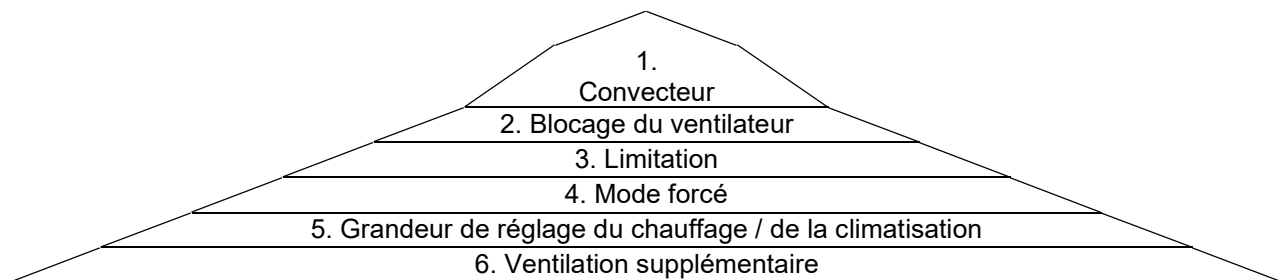 1.
Convecteur
2. Blocage du ventilateur
3. Limitation
4. Mode forcé
5. Grandeur de réglage du chauffage / de la climatisation
6. Ventilation supplémentaire